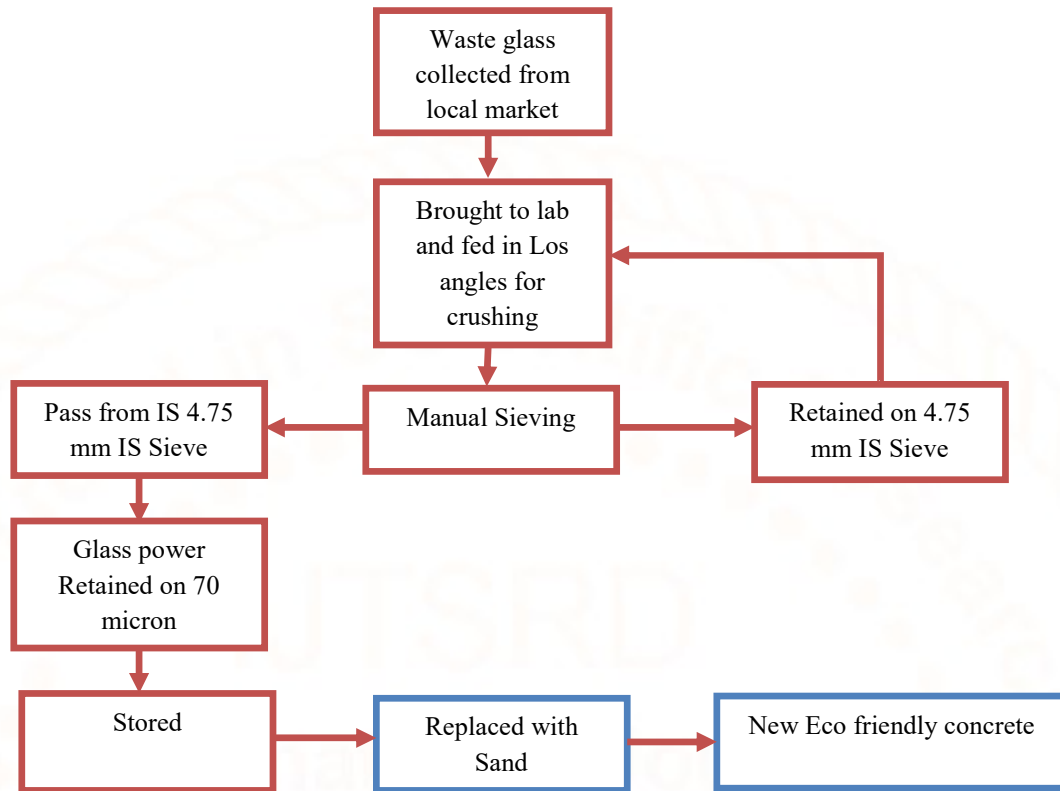 Waste glass
collected from
local market
Brought to lab
and fed in Los
angles for
crushing
Pass from IS 4.75
mm IS Sieve
Manual Sieving
Retained on 4.75
mm IS Sieve
Glass power
Retained on 70
micron
Stored
Replaced with
Sand
New Eco friendly concrete
IJTSRD